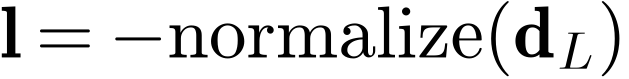 𝐥 = −normalize(𝐝_L)